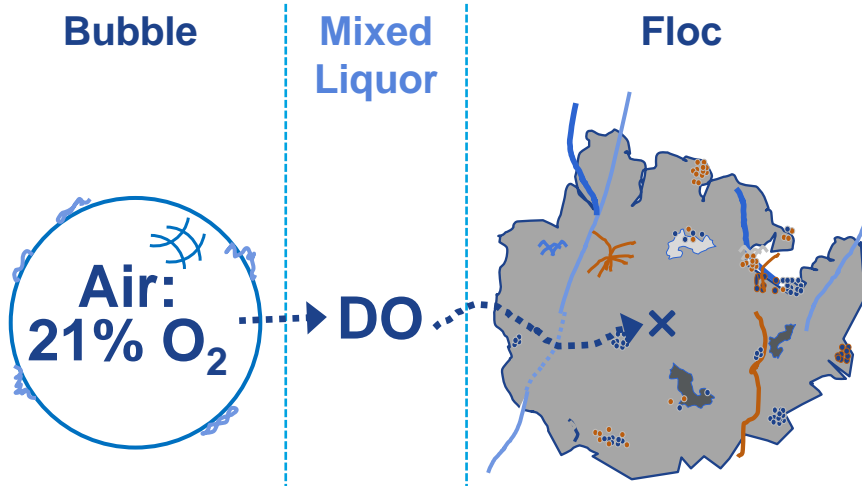 Bubble
Mixed
Liquor
Floc
Air:
21% O₂
DO